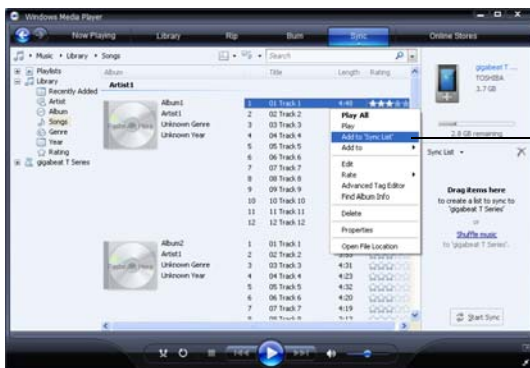 Windows Media Player
Now Playing
Library
Rip
Burn
Sync
Online Stores
Music ▸ Library ▸ Songs
Search
Playlists
Library
Recently Added
Artist
Album
Songs
Genre
Year
Rating
gigabeat T Series
Album
Title
Length
Rating
Artist1
Album1
Artist1
Unknown Genre
Unknown Year
1 01 Track 1 4:48
2 02 Track 2
3 03 Track 3
4 04 Track 4
5 05 Track 5
6 06 Track 6
7 07 Track 7
8 08 Track 8
9 09 Track 9
10 10 Track 10
11 11 Track 11
12 12 Track 12
Play All
Play
Add to 'Sync List'
Add to
Edit
Rate
Advanced Tag Editor
Find Album Info
Delete
Properties
Open File Location
Album2
Artist1
Unknown Genre
Unknown Year
1 01 Track 1
2 02 Track 2 3:55
3 03 Track 3 4:31
4 04 Track 4 4:23
5 05 Track 5 4:32
6 06 Track 6 4:20
7 07 Track 7 4:19
gigabeat T ...
TOSHIBA
3.7 GB
2.8 GB remaining
Sync List
Drag items here
to create a list to sync to
'gigabeat T Series'
or
Shuffle music
to 'gigabeat T Series'.
Start Sync